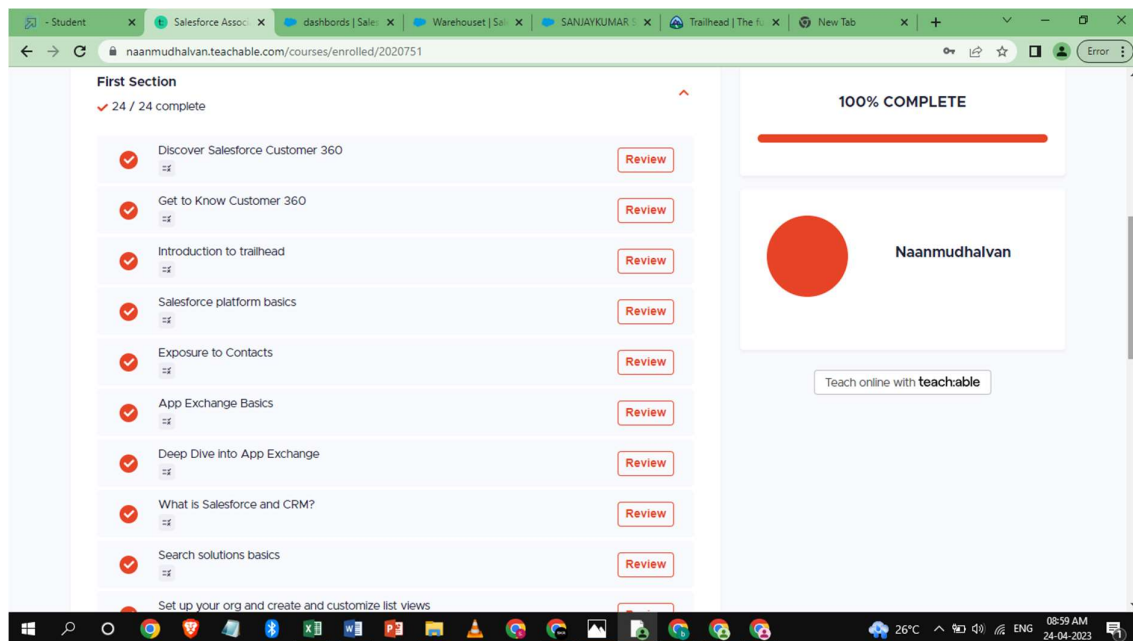 - Student
Salesforce Associ
dashbords | Sales
Warehouset | Sal
SANJAYKUMAR S
Trailhead | The fu
New Tab
naanmudhalvan.teachable.com/courses/enrolled/2020751
Error
First Section
24 / 24 complete
100% COMPLETE
Discover Salesforce Customer 360
Review
Get to Know Customer 360
Review
Naanmudhalvan
Introduction to trailhead
Review
Salesforce platform basics
Review
Exposure to Contacts
Review
Teach online with teach:able
App Exchange Basics
Review
Deep Dive into App Exchange
Review
What is Salesforce and CRM?
Review
Search solutions basics
Review
Set up your org and create and customize list views
26°C
ENG
08:59 AM
24-04-2023